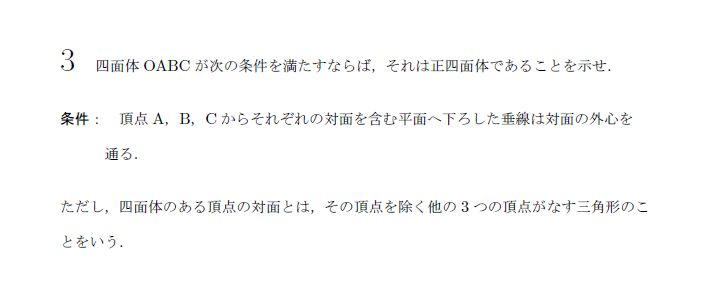 3 四面体 OABC が次の条件を満たすならば，それは正四面体であることを示せ．
条件： 頂点 A，B，C からそれぞれの対面を含む平面へ下ろした垂線は対面の外心を
通る．
ただし，四面体のある頂点の対面とは，その頂点を除く他の 3 つの頂点がなす三角形のこ
とをいう．